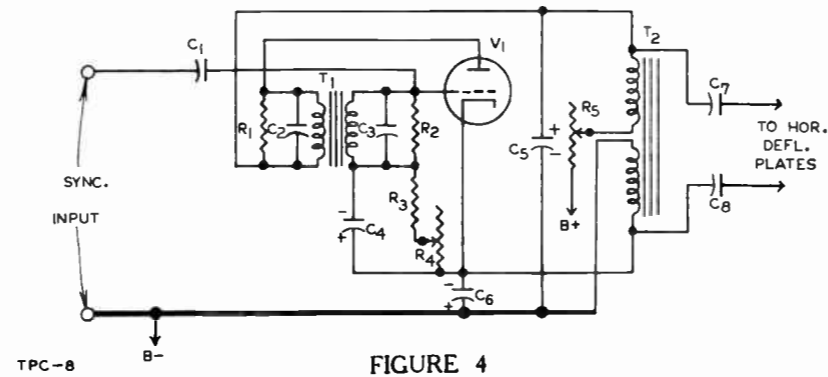 C1
T1
V1
T2
R1
C2
C3
R2
R3
R4
C4
C5
R5
C6
C7
C8
+
-
-
+
-
+
B+
TO HOR.
DEFL.
PLATES
SYNC.
INPUT
B-
TPC-8
FIGURE 4